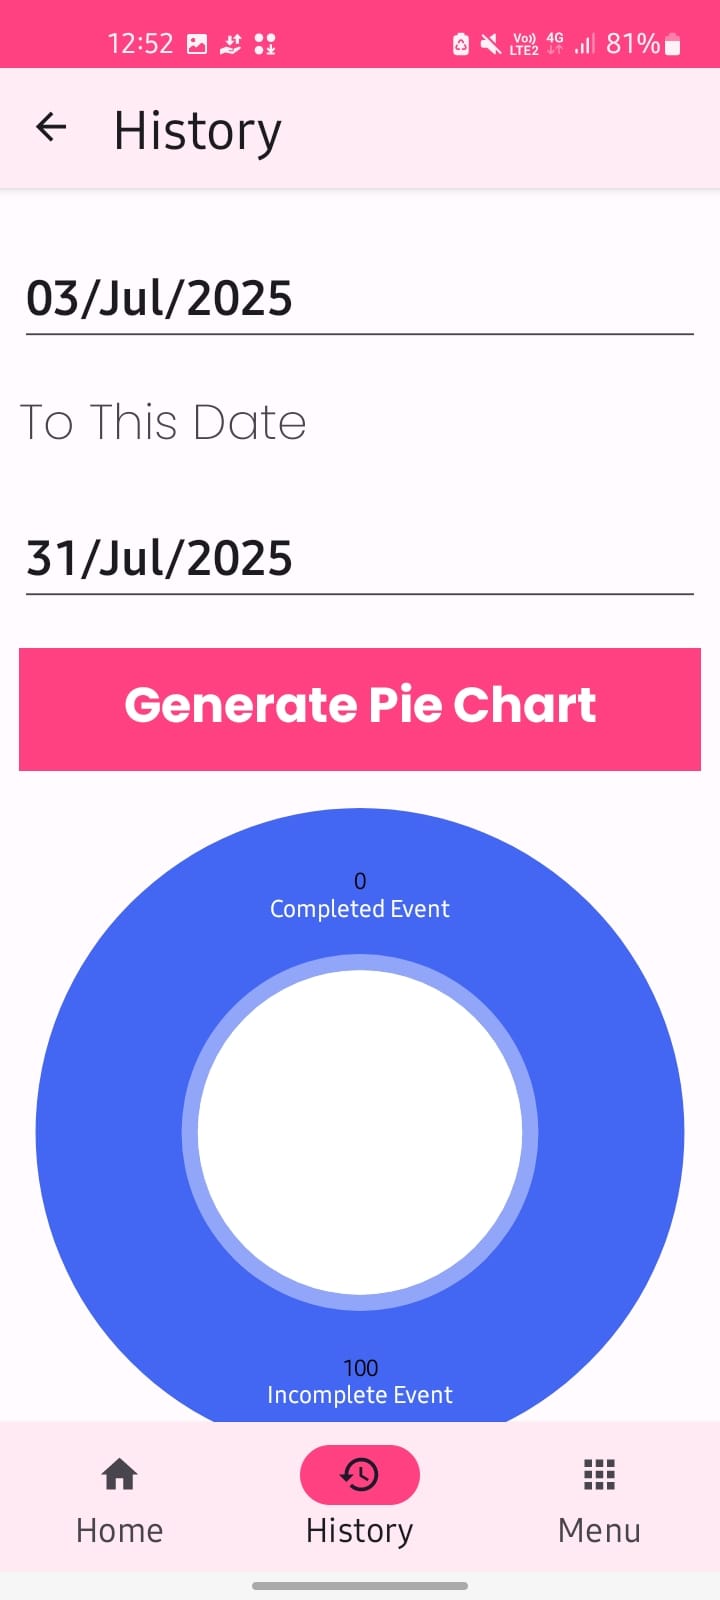 12:52 Vo)) LTE2 4G 81%
History
03/Jul/2025
To This Date
31/Jul/2025
Generate Pie Chart
0
Completed Event
100
Incomplete Event
Home History Menu